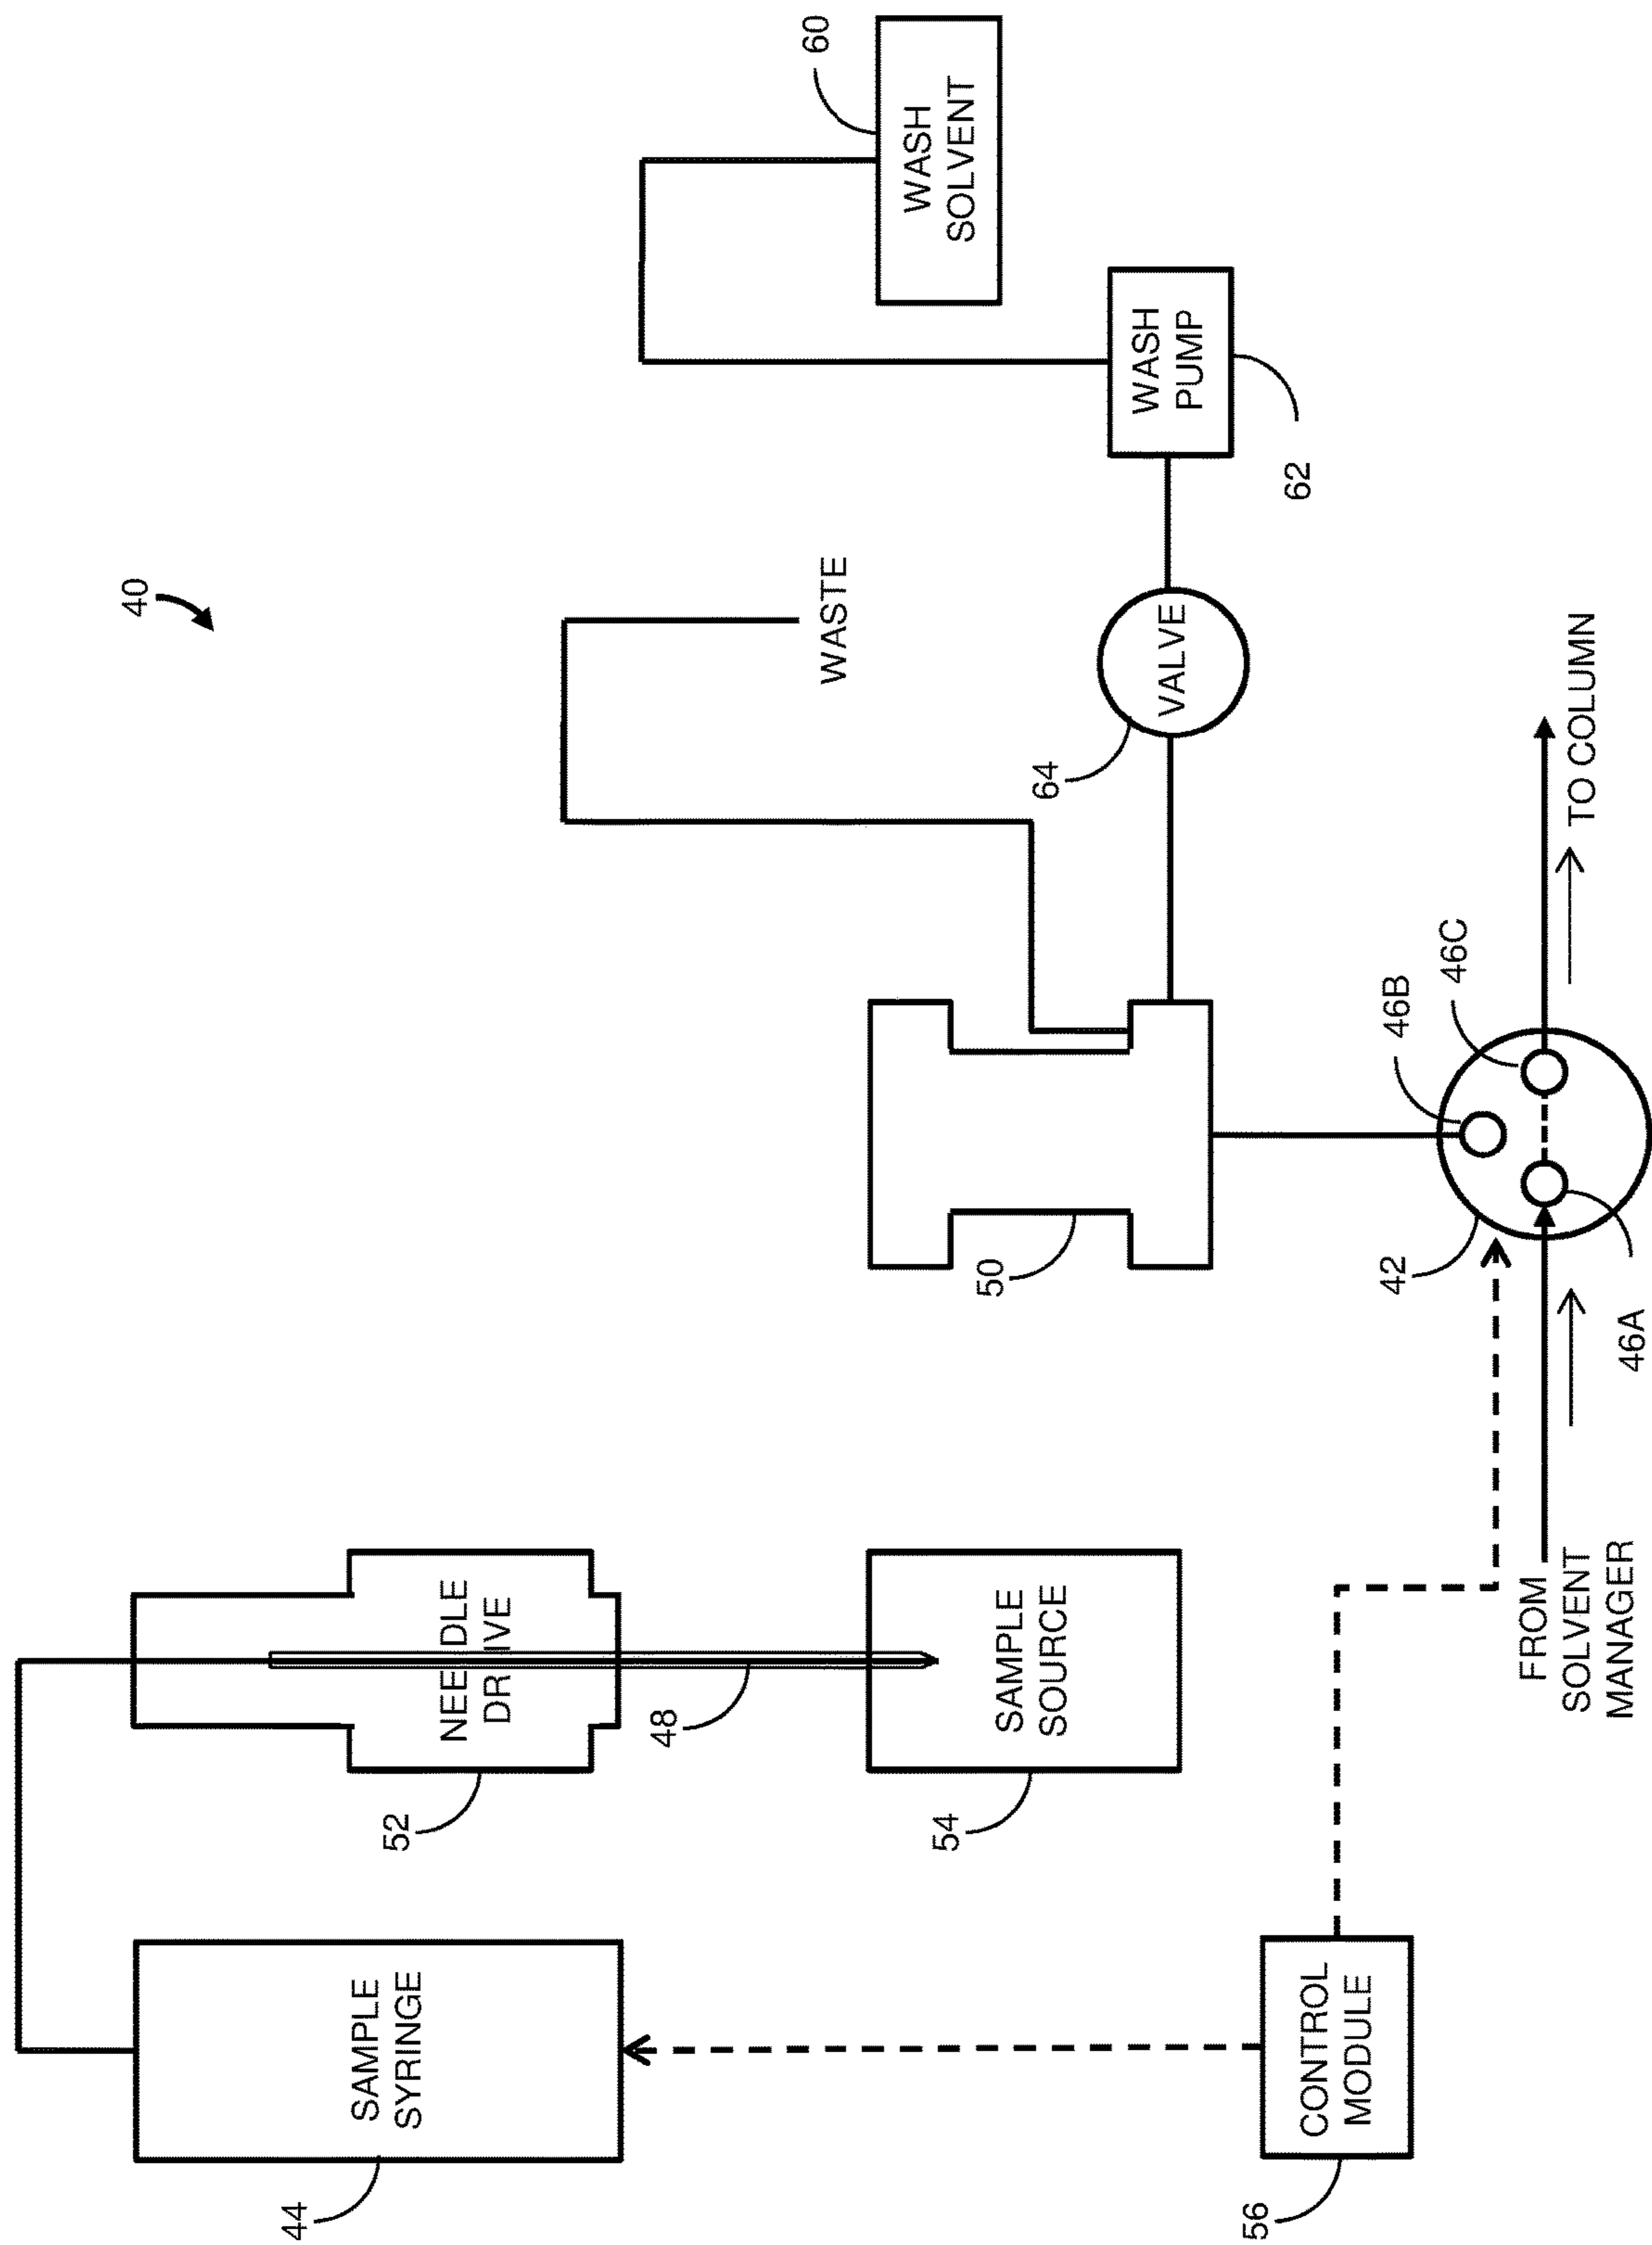 40
44
SAMPLE
SYRINGE
52
NEEDLE
DRIVE
48
54
SAMPLE
SOURCE
56
CONTROL
MODULE
50
WASTE
64
VALVE
60
WASH
SOLVENT
WASH
PUMP
62
42
46B
46C
46A
FROM
SOLVENT
MANAGER
TO COLUMN